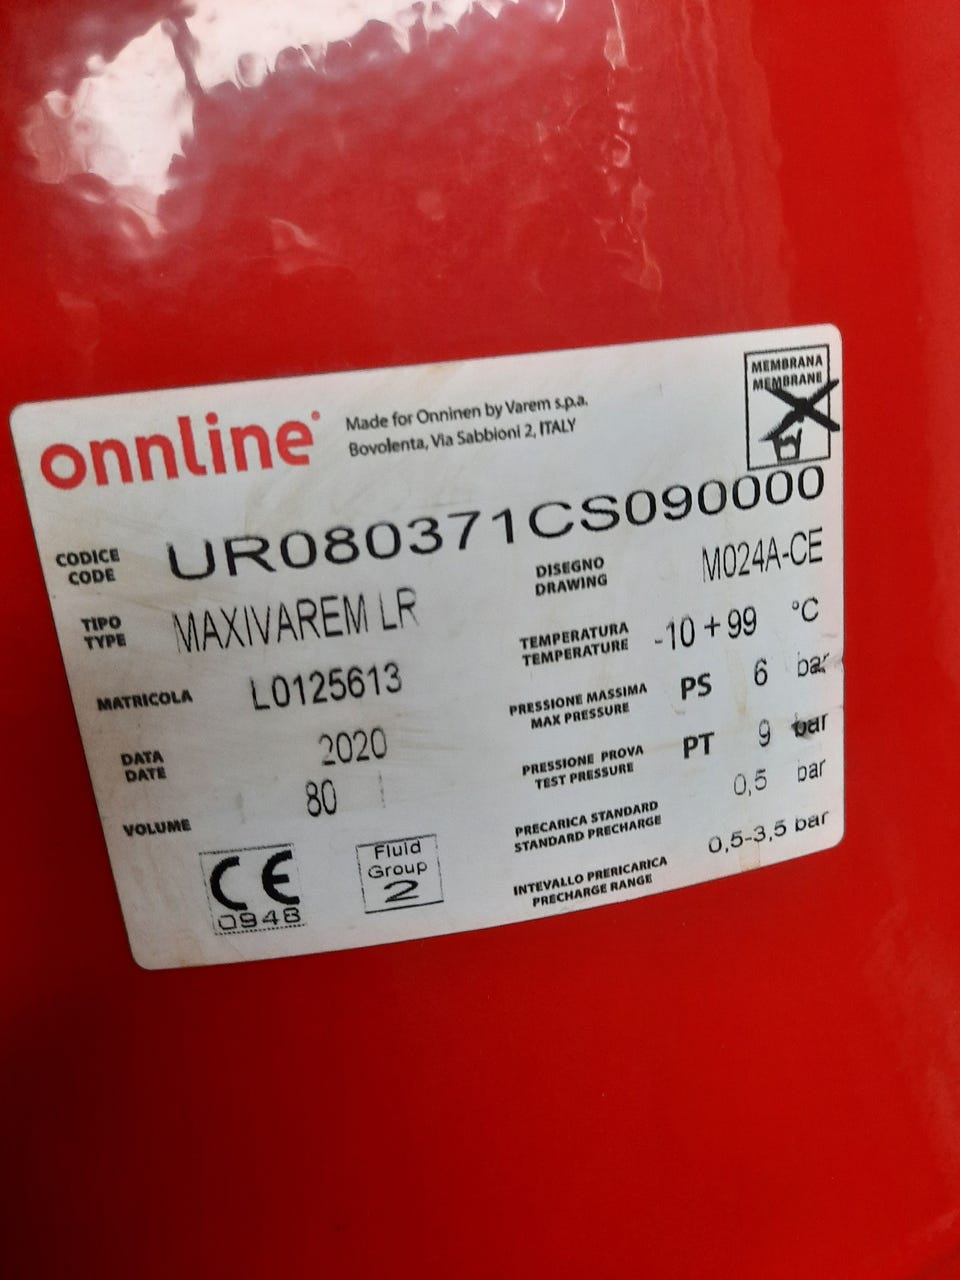 onnline
Made for Onninen by Varem s.p.a.
Bovolenta, Via Sabbioni 2, ITALY
MEMBRANA
MEMBRANE
CODICE
CODE
UR080371CS090000
TIPO
TYPE
MAXIVAREM LR
MATRICOLA
L0125613
DATA
DATE
2020
VOLUME
80 l
CE
0948
Fluid
Group
2
DISEGNO
DRAWING
M024A-CE
TEMPERATURA
TEMPERATURE
-10 +99 °C
PRESSIONE MASSIMA
MAX PRESSURE
PS 6 bar
PRESSIONE PROVA
TEST PRESSURE
PT 9 bar
PRECARICA STANDARD
STANDARD PRECHARGE
0,5 bar
INTEVALLO PRERICARICA
PRECHARGE RANGE
0,5-3,5 bar